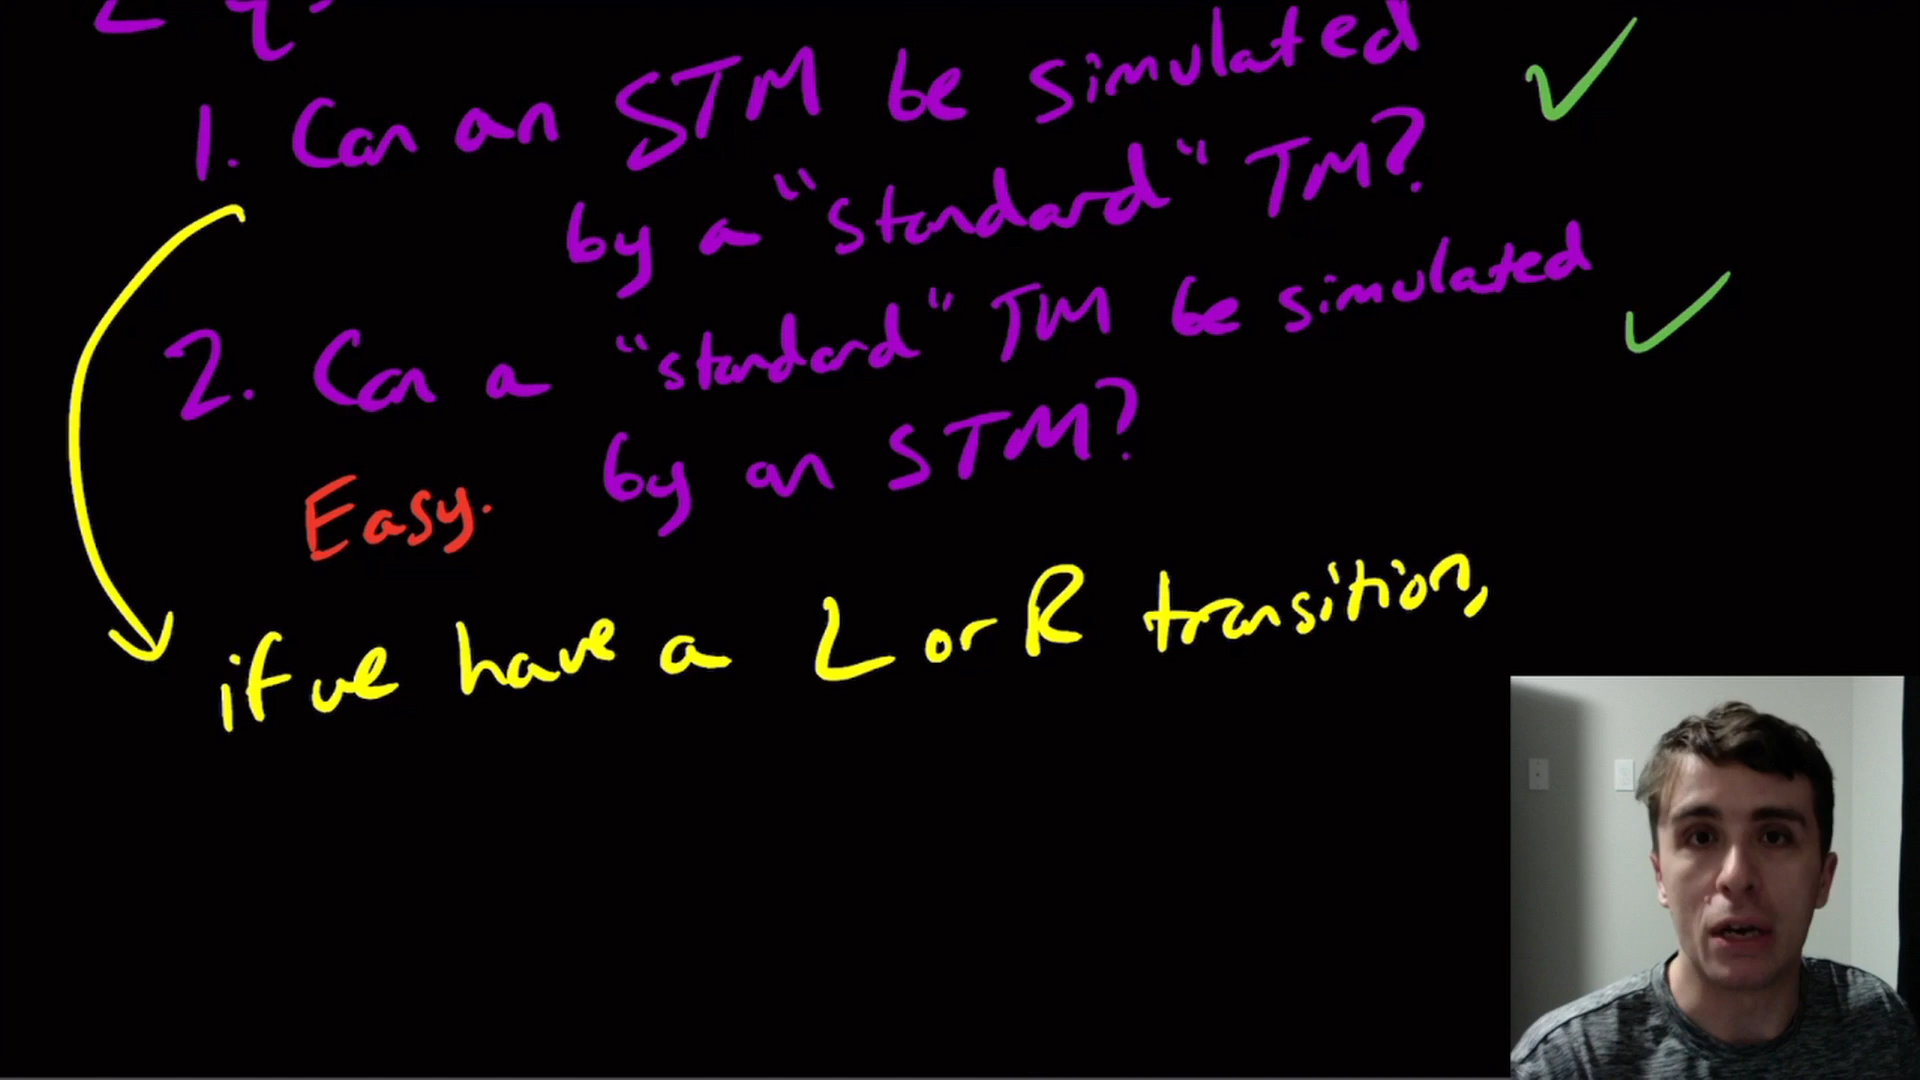 1. Can an STM be simulated
by a "standard" TM?
2. Can a "standard" TM be simulated
by an STM?
Easy.
if we have a L or R transition,